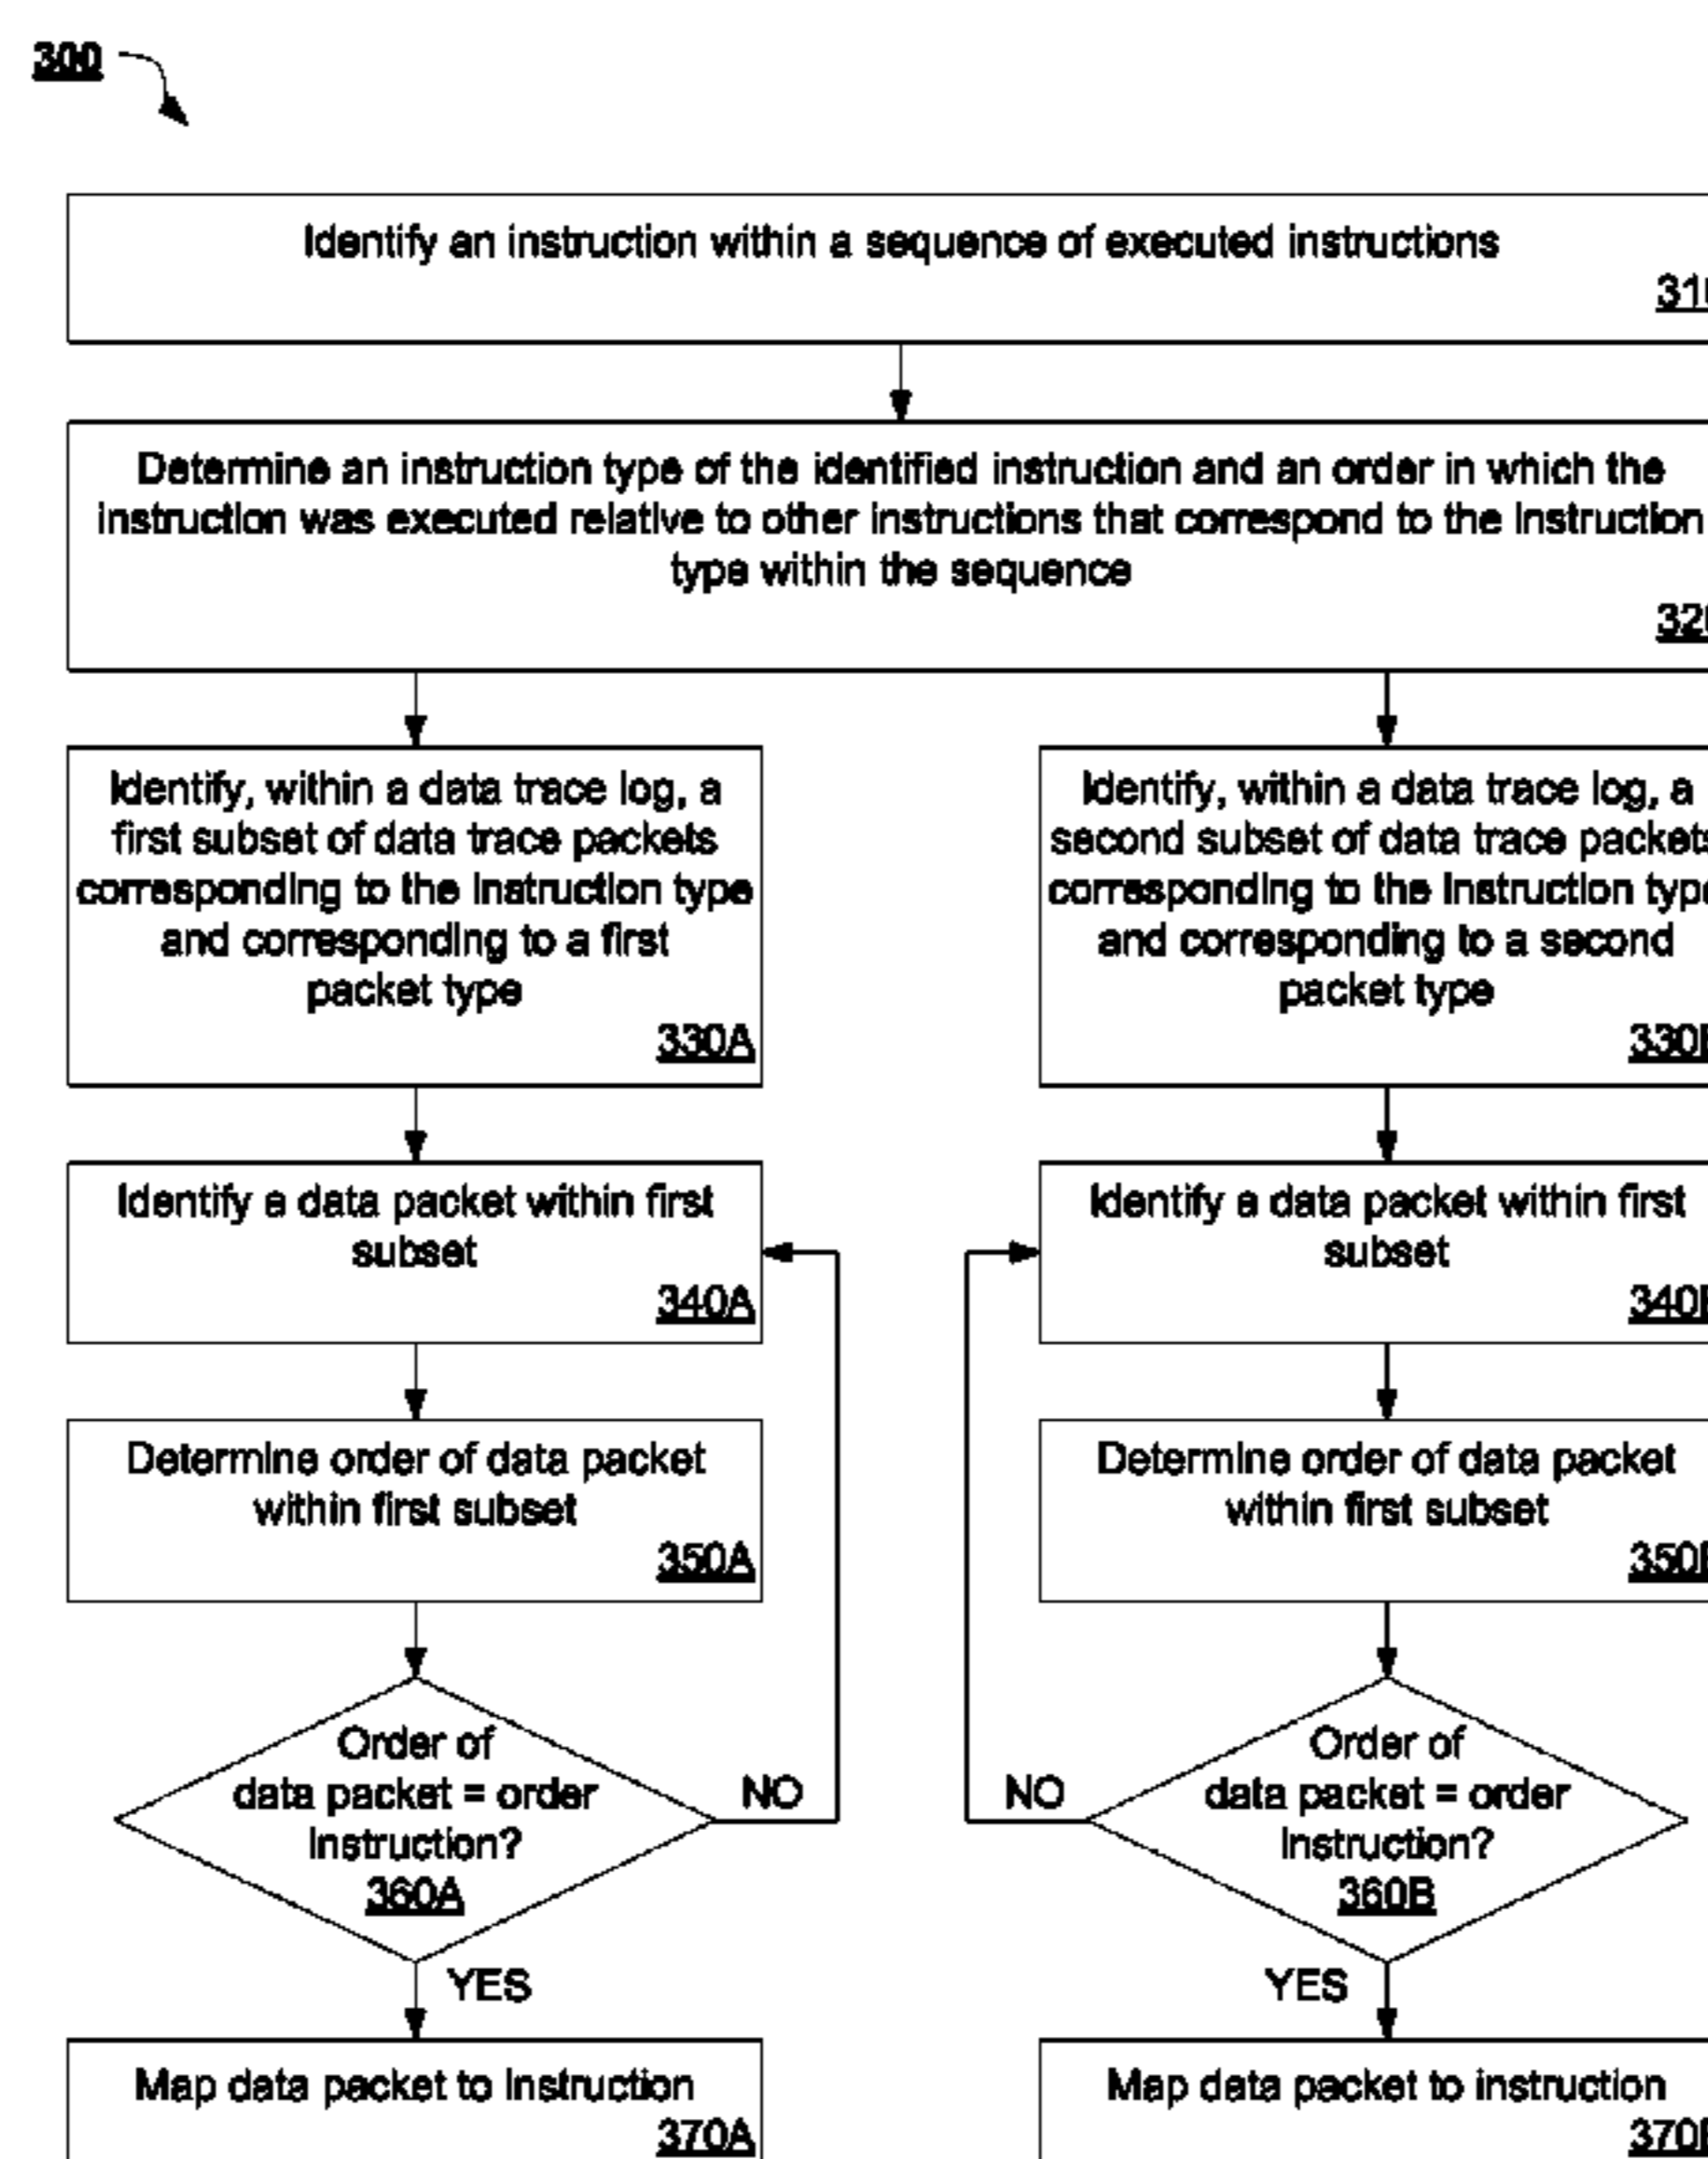 300
Identify an instruction within a sequence of executed instructions
310
Determine an instruction type of the identified instruction and an order in which the
instruction was executed relative to other instructions that correspond to the instruction
type within the sequence
320
Identify, within a data trace log, a
first subset of data trace packets
corresponding to the instruction type
and corresponding to a first
packet type
330A
Identify, within a data trace log, a
second subset of data trace packets
corresponding to the instruction type
and corresponding to a second
packet type
330B
Identify a data packet within first
subset
340A
Identify a data packet within first
subset
340B
Determine order of data packet
within first subset
350A
Determine order of data packet
within first subset
350B
Order of
data packet = order
instruction?
360A
NO
YES
Order of
data packet = order
instruction?
360B
NO
YES
Map data packet to instruction
370A
Map data packet to instruction
370B